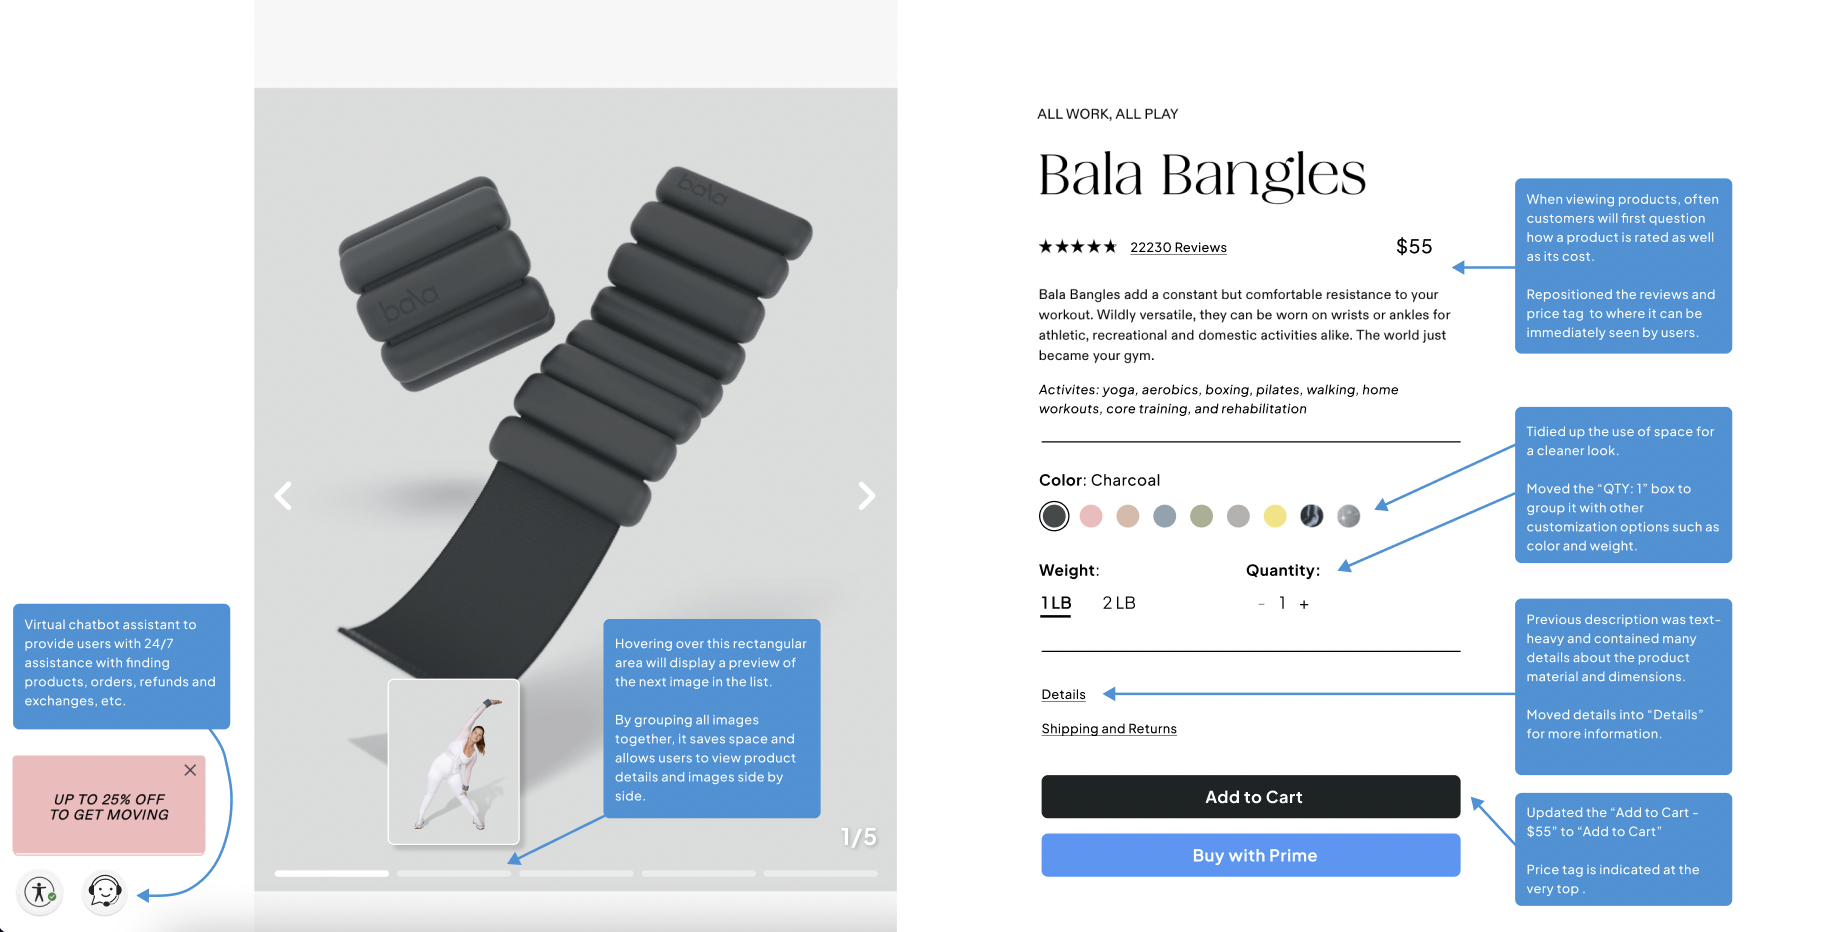 ALL WORK, ALL PLAY
Bala Bangles
22230 Reviews
$55
Bala Bangles add a constant but comfortable resistance to your
workout. Wildly versatile, they can be worn on wrists or ankles for
athletic, recreational and domestic activities alike. The world just
became your gym.
Activites: yoga, aerobics, boxing, pilates, walking, home
workouts, core training, and rehabilitation
Color: Charcoal
Weight:
Quantity:
1 LB
2 LB
- 1 +
Details
Shipping and Returns
Add to Cart
Buy with Prime
When viewing products, often
customers will first question
how a product is rated as well
as its cost.
Repositioned the reviews and
price tag to where it can be
immediately seen by users.
Tidied up the use of space for
a cleaner look.
Moved the “QTY: 1” box to
group it with other
customization options such as
color and weight.
Previous description was text-
heavy and contained many
details about the product
material and dimensions.
Moved details into “Details”
for more information.
Updated the “Add to Cart -
$55” to “Add to Cart”
Price tag is indicated at the
very top .
bala
bala
Hovering over this rectangular
area will display a preview of
the next image in the list.
By grouping all images
together, it saves space and
allows users to view product
details and images side by
side.
1/5
Virtual chatbot assistant to
provide users with 24/7
assistance with finding
products, orders, refunds and
exchanges, etc.
UP TO 25% OFF
TO GET MOVING